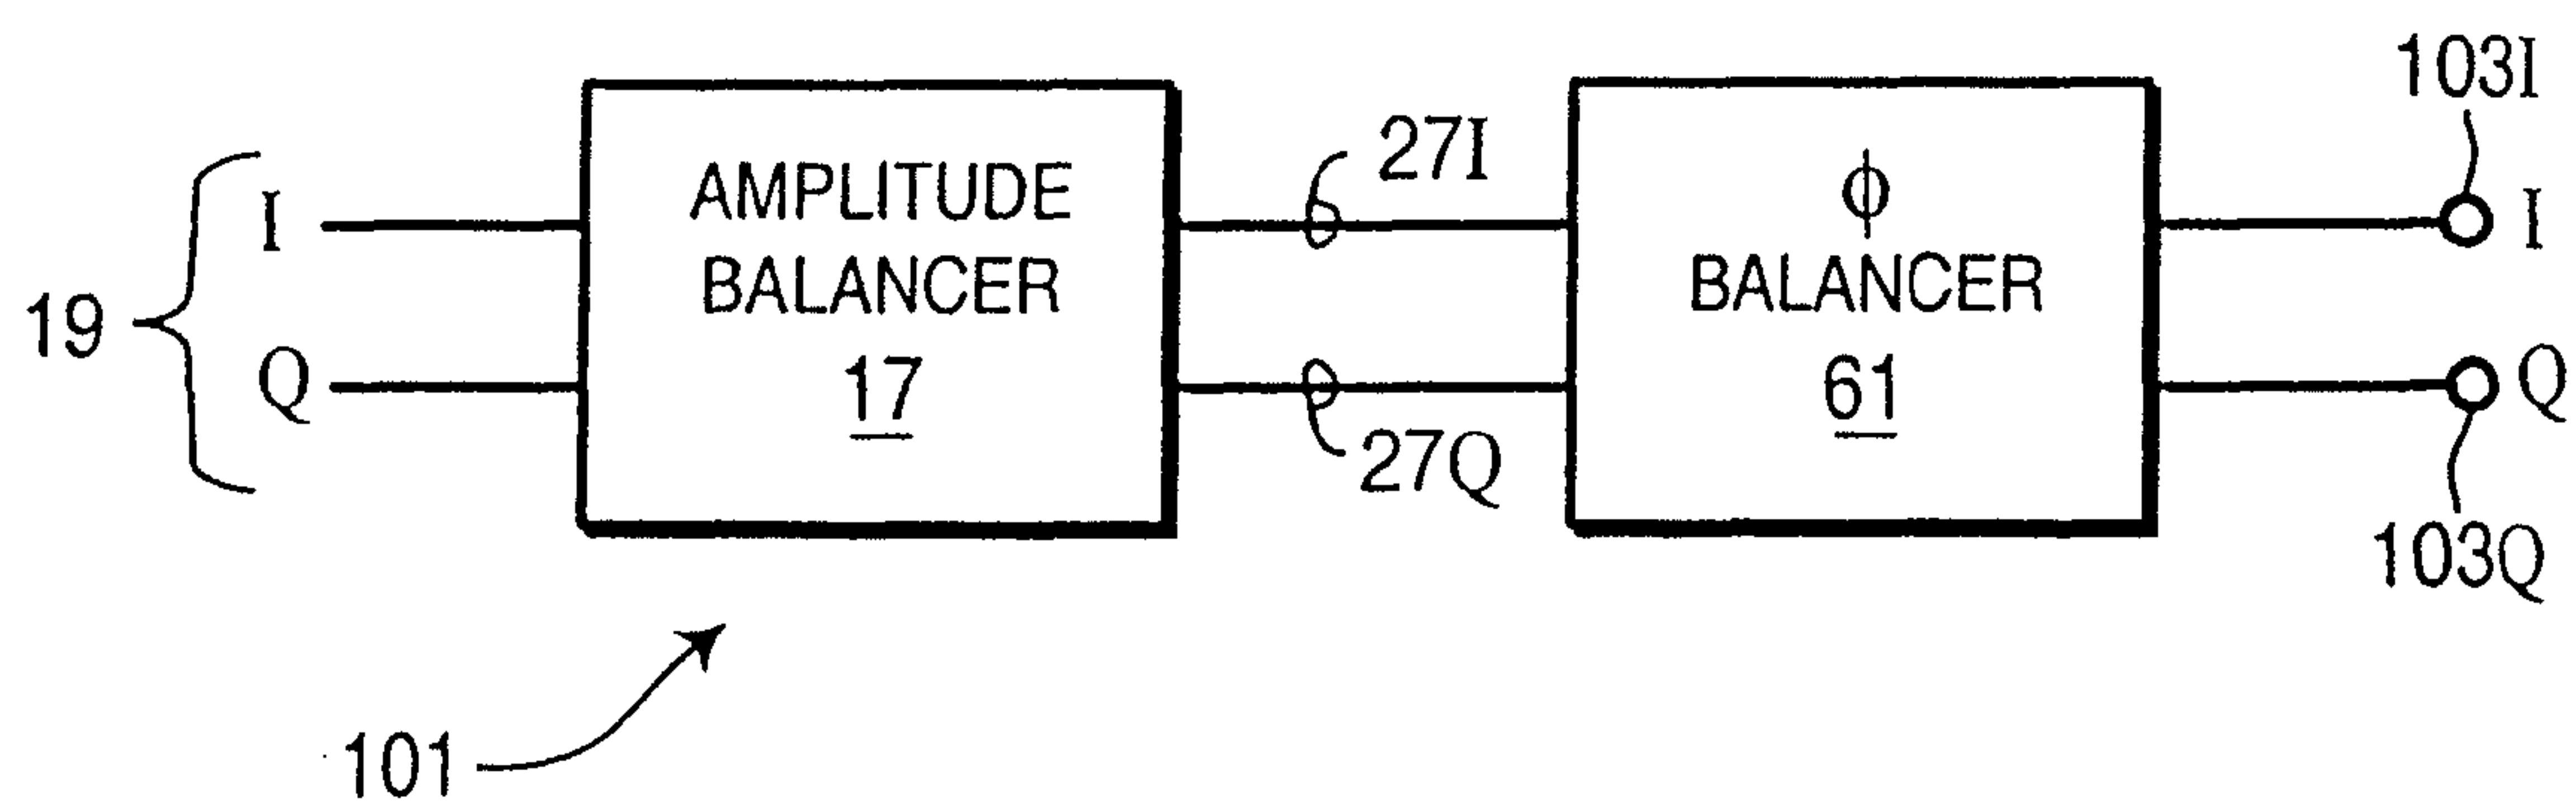 19
I
Q
AMPLITUDE
BALANCER
17
27I
27Q
ϕ
BALANCER
61
103I
I
Q
103Q
101